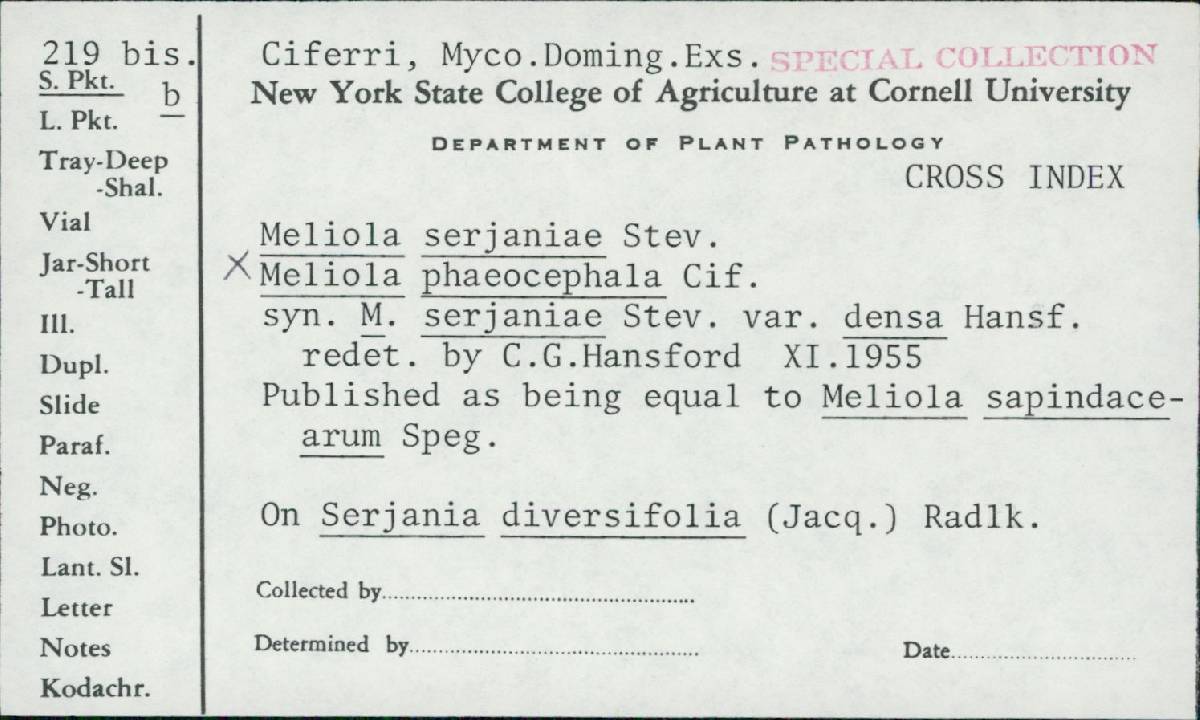 219 bis.
S. Pkt. b
L. Pkt.
Tray-Deep
-Shal.
Vial
Jar-Short
-Tall
Ill.
Dupl.
Slide
Paraf.
Neg.
Photo.
Lant. Sl.
Letter
Notes
Kodachr.
Ciferri, Myco.Doming.Exs. SPECIAL COLLECTION
New York State College of Agriculture at Cornell University
DEPARTMENT OF PLANT PATHOLOGY
CROSS INDEX
Meliola serjaniae Stev.
X Meliola phaeocephala Cif.
syn. M. serjaniae Stev. var. densa Hansf.
redet. by C.G.Hansford XI.1955
Published as being equal to Meliola sapindace-
arum Speg.
On Serjania diversifolia (Jacq.) Radlk.
Collected by
Determined by Date